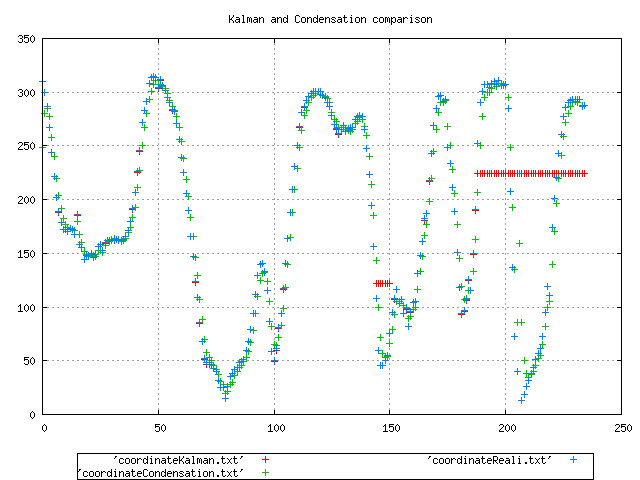 Kalman and Condensation comparison
350
300
250
200
150
100
50
0
0 50 100 150 200 250
'coordinateKalman.txt' 'coordinateReali.txt'
'coordinateCondensation.txt'